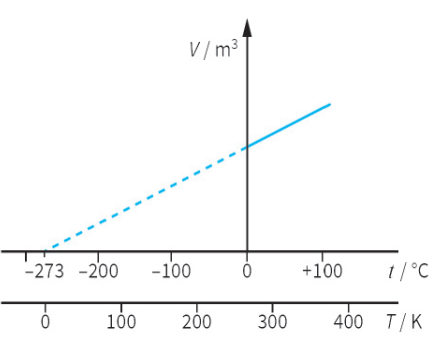 V / m³
–273 –200 –100 0 +100 t / °C
0 100 200 300 400 T / K